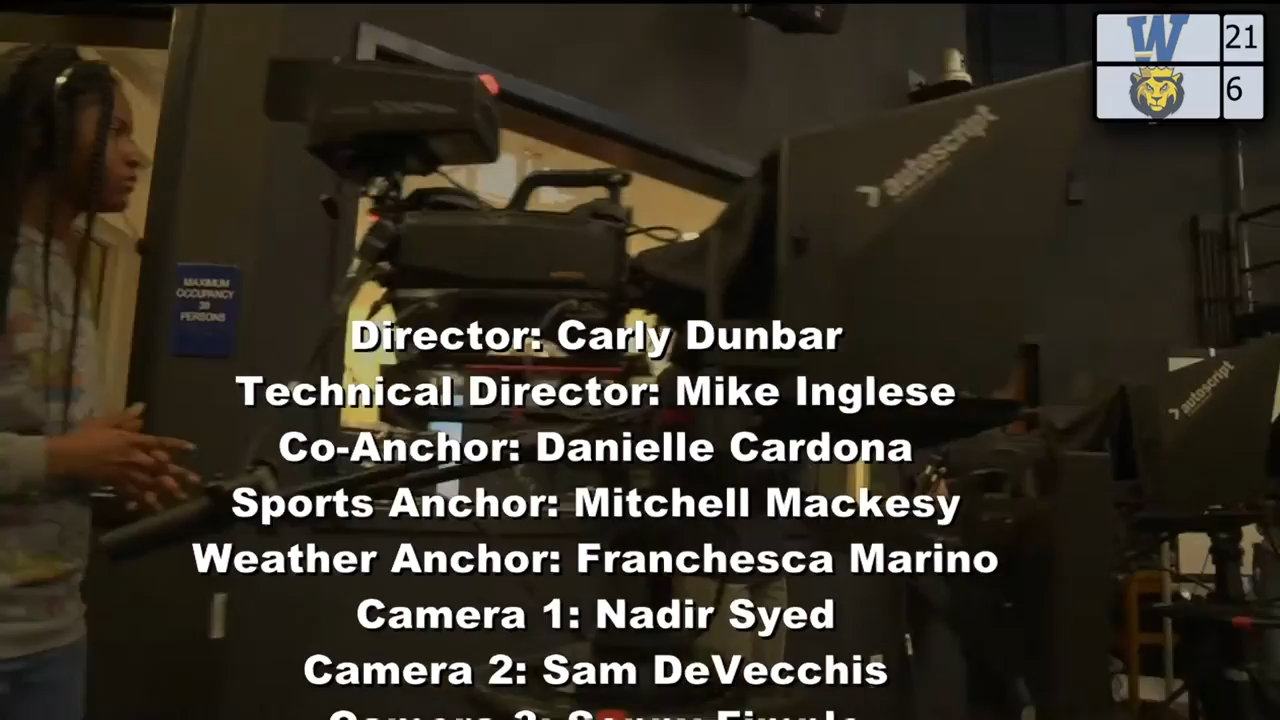 W 21
6
autoscript
MAXIMUM
OCCUPANCY
39
PERSONS
autoscript
Director: Carly Dunbar
Technical Director: Mike Inglese
Co-Anchor: Danielle Cardona
Sports Anchor: Mitchell Mackesy
Weather Anchor: Franchesca Marino
Camera 1: Nadir Syed
Camera 2: Sam DeVecchis